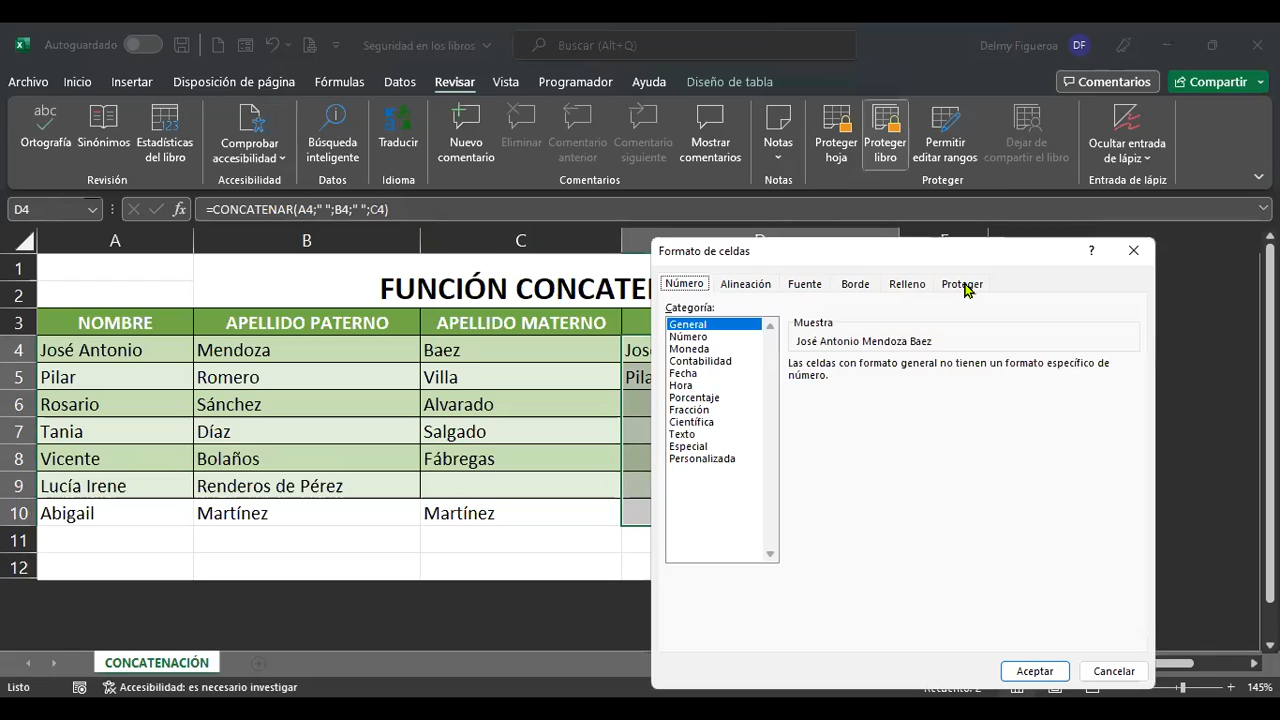 Autoguardado
Seguridad en los libros
Buscar (Alt+Q)
Delmy Figueroa
DF
Archivo Inicio Insertar Disposición de página Fórmulas Datos Revisar Vista Programador Ayuda Diseño de tabla
Comentarios
Compartir
abc
Ortografía
Sinónimos
123
Estadísticas del libro
Comprobar accesibilidad
Búsqueda inteligente
Traducir
Nuevo comentario
Eliminar
Comentario anterior
Comentario siguiente
Mostrar comentarios
Notas
Proteger hoja
Proteger libro
Permitir editar rangos
Dejar de compartir el libro
Ocultar entrada de lápiz
Revisión Accesibilidad Datos Idioma Comentarios Notas Proteger Entrada de lápiz
D4
fx
=CONCATENAR(A4;" ";B4;" ";C4)
A B C
1
2 FUNCIÓN CONCATE
3 NOMBRE APELLIDO PATERNO APELLIDO MATERNO
4 José Antonio Mendoza Baez José
5 Pilar Romero Villa Pila
6 Rosario Sánchez Alvarado
7 Tania Díaz Salgado
8 Vicente Bolaños Fábregas
9 Lucía Irene Renderos de Pérez
10 Abigail Martínez Martínez
11
12
Formato de celdas
?
Número Alineación Fuente Borde Relleno Proteger
Categoría:
General
Número
Moneda
Contabilidad
Fecha
Hora
Porcentaje
Fracción
Científica
Texto
Especial
Personalizada
Muestra
José Antonio Mendoza Baez
Las celdas con formato general no tienen un formato específico de
número.
Aceptar
Cancelar
CONCATENACIÓN
Listo
Accesibilidad: es necesario investigar
145%